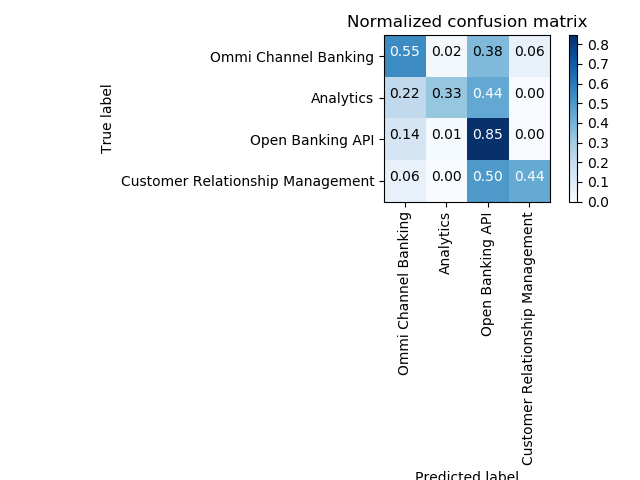 Normalized confusion matrix
True label
Ommi Channel Banking 0.55 0.02 0.38 0.06
Analytics 0.22 0.33 0.44 0.00
Open Banking API 0.14 0.01 0.85 0.00
Customer Relationship Management 0.06 0.00 0.50 0.44
0.8
0.7
0.6
0.5
0.4
0.3
0.2
0.1
0.0
Ommi Channel Banking
Analytics
Open Banking API
Customer Relationship Management
Predicted label